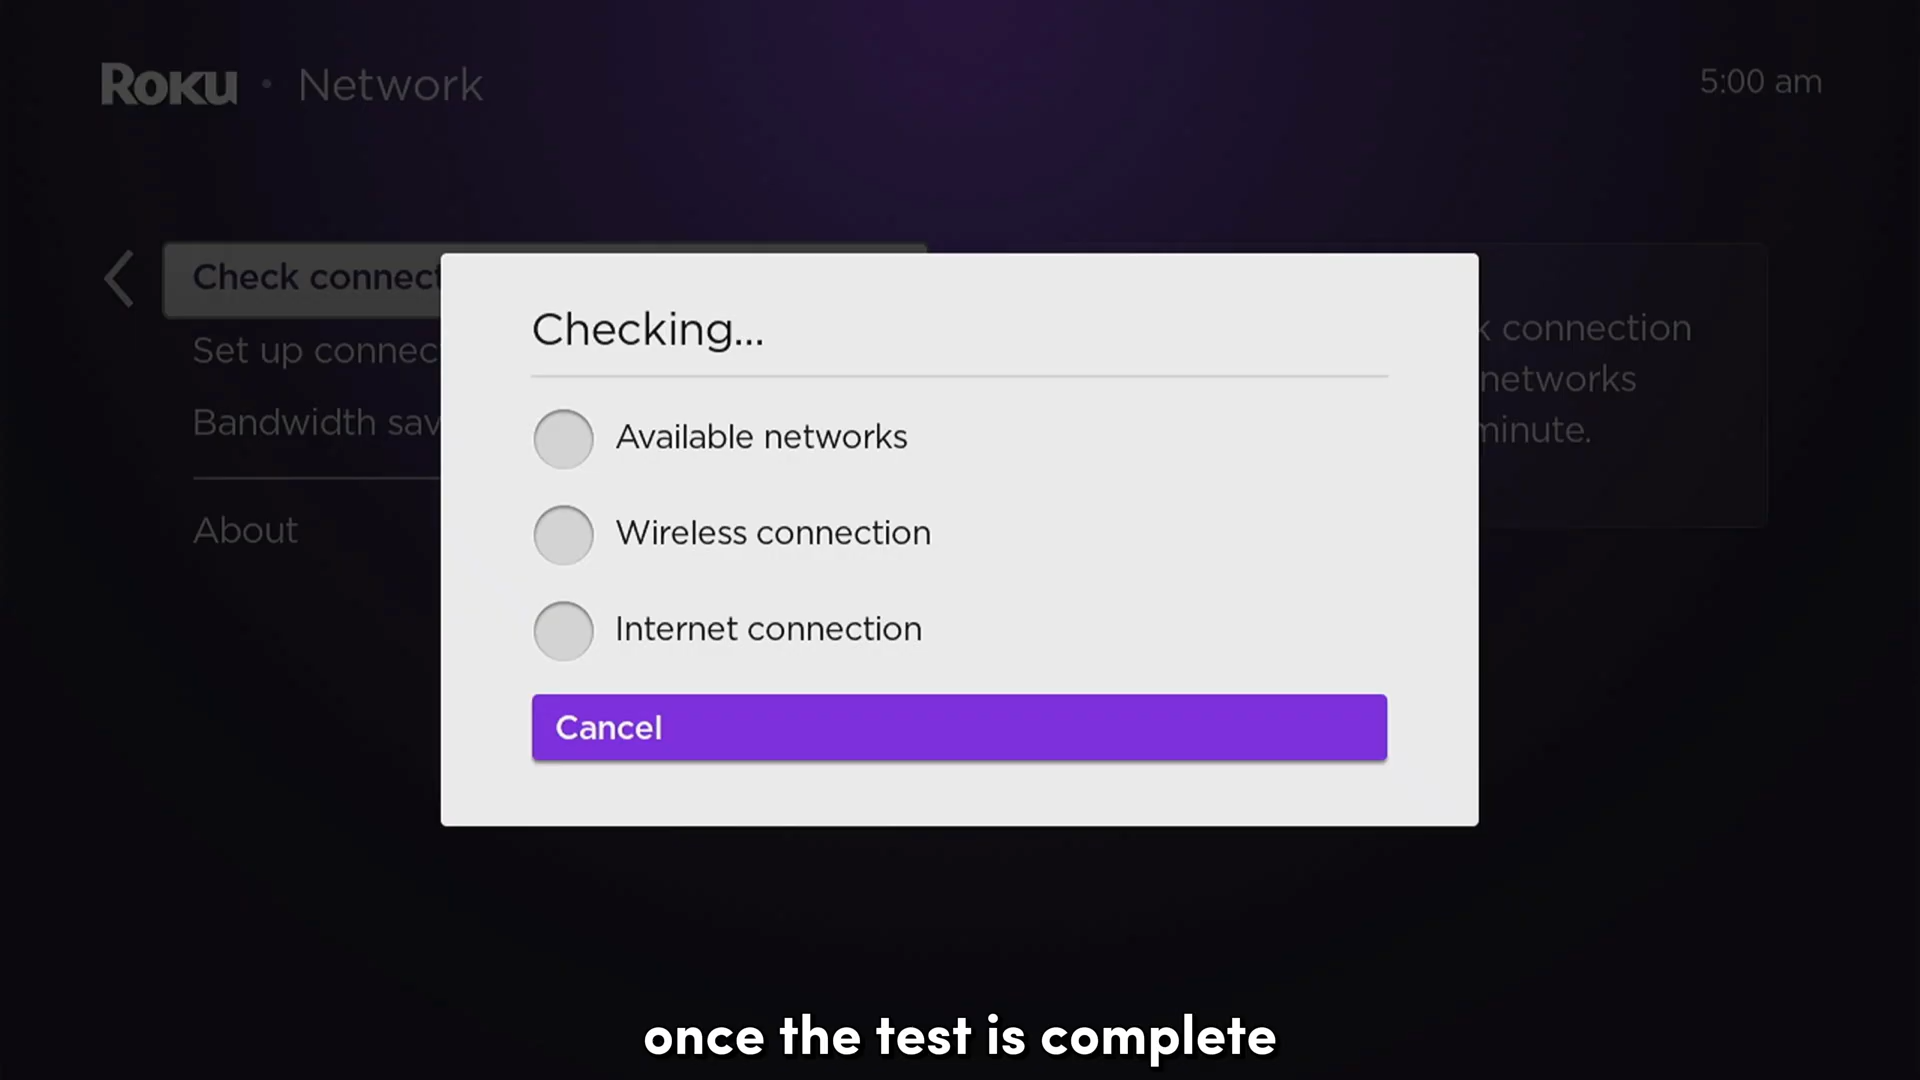 Roku • Network
5:00 am
Check connect
Set up connec
Bandwidth sav
About
Checking...
Available networks
Wireless connection
Internet connection
Cancel
connection
networks
minute.
once the test is complete